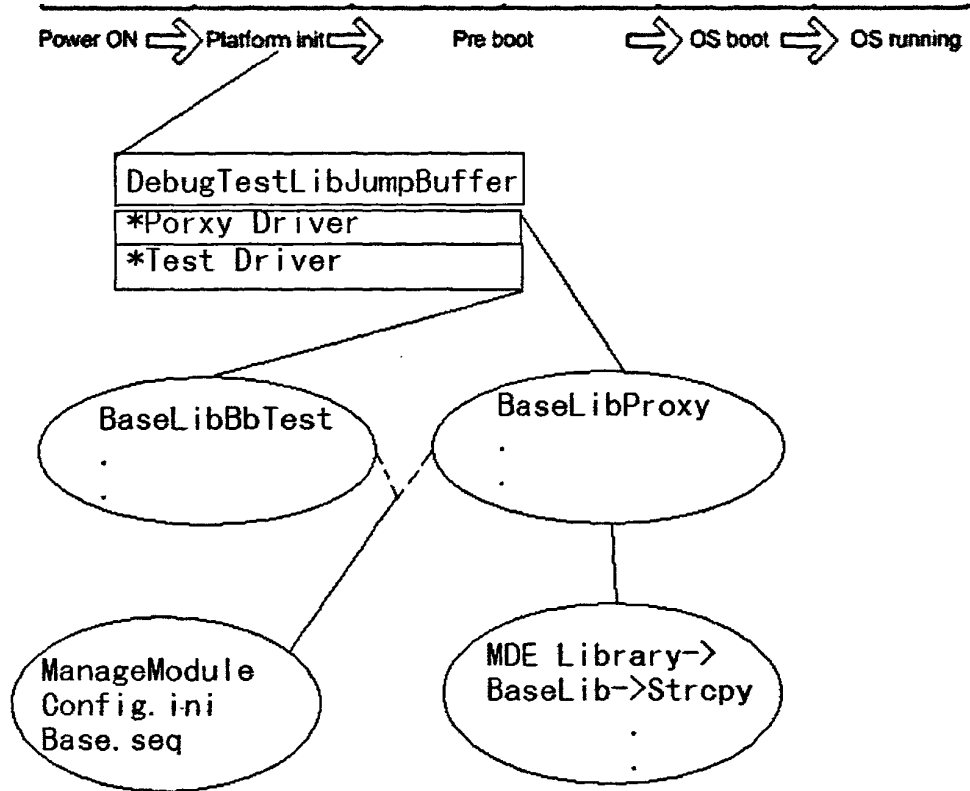 Power ON Platform init Pre boot OS boot OS running
DebugTestLibJumpBuffer
*Porxy Driver
*Test Driver
BaseLibBbTest
.
.
BaseLibProxy
.
.
ManageModule
Config.ini
Base.seq
MDE Library->
BaseLib->Strcpy
.
.